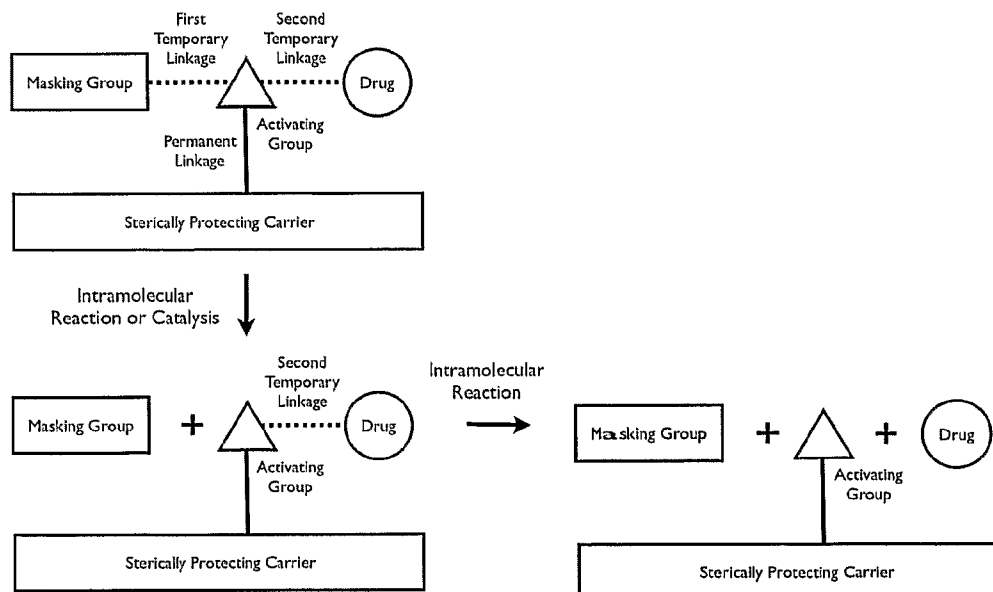 First
Temporary
Linkage
Second
Temporary
Linkage
Masking Group
Drug
Activating
Group
Permanent
Linkage
Sterically Protecting Carrier
Intramolecular
Reaction or Catalysis
Second
Temporary
Linkage
Masking Group
+
Drug
Activating
Group
Sterically Protecting Carrier
Intramolecular
Reaction
Masking Group
+
+
Drug
Activating
Group
Sterically Protecting Carrier